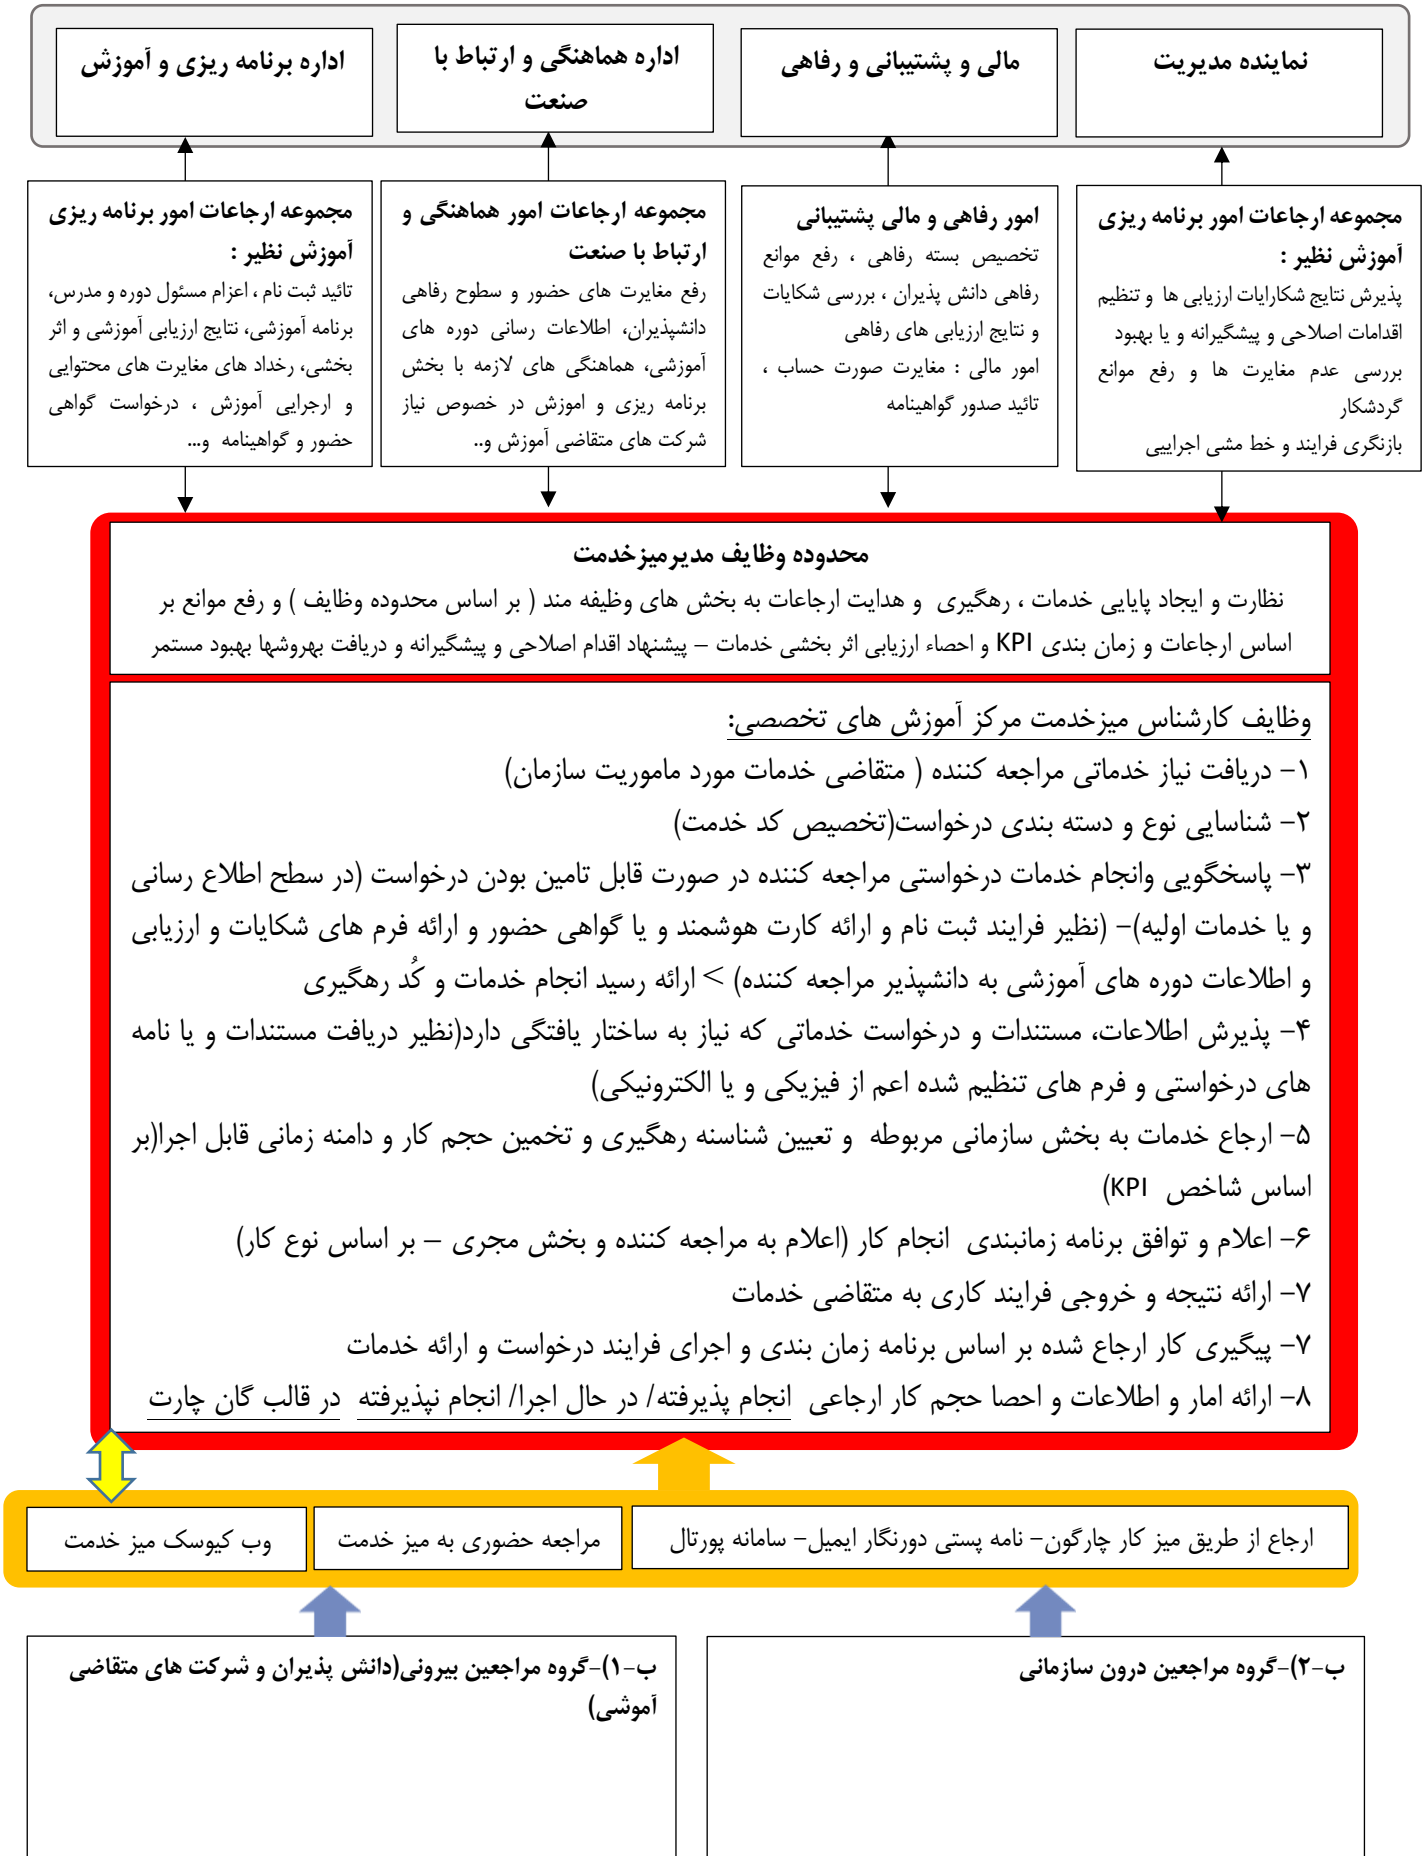 نماینده مدیریت
مالی و پشتیبانی و رفاهی
اداره هماهنگی و ارتباط با
صنعت
اداره برنامه ریزی و آموزش
مجموعه ارجاعات امور برنامه ریزی
آموزش نظیر :
پذیرش نتایج شکارایات ارزیابی ها و تنظیم
اقدامات اصلاحی و پیشگیرانه و یا بهبود
بررسی عدم مغایرت ها و رفع موانع
گردشکار
بازنگری فرایند و خط مشی اجراییی
امور رفاهی و مالی پشتیبانی
تخصیص بسته رفاهی ، رفع موانع
رفاهی دانش پذیران ، بررسی شکایات
و نتایج ارزیابی های رفاهی
امور مالی : مغایرت صورت حساب ،
تائید صدور گواهینامه
مجموعه ارجاعات امور هماهنگی و
ارتباط با صنعت
رفع مغایرت های حضور و سطوح رفاهی
دانشپذیران، اطلاعات رسانی دوره های
آموزشی، هماهنگی های لازمه با بخش
برنامه ریزی و اموزش در خصوص نیاز
شرکت های متقاضی آموزش و..
مجموعه ارجاعات امور برنامه ریزی
آموزش نظیر :
تائید ثبت نام ، اعزام مسئول دوره و مدرس،
برنامه آموزشی، نتایج ارزیابی آموزشی و اثر
بخشی، رخداد های مغایرت های محتوایی
و ارجرایی آموزش ، درخواست گواهی
حضور و گواهینامه و...
محدوده وظایف مدیرمیزخدمت
نظارت و ایجاد پایایی خدمات ، رهگیری و هدایت ارجاعات به بخش های وظیفه مند ( بر اساس محدوده وظایف ) و رفع موانع بر
اساس ارجاعات و زمان بندی KPI و احصاء ارزیابی اثر بخشی خدمات – پیشنهاد اقدام اصلاحی و پیشگیرانه و دریافت بهروشها بهبود مستمر
وظایف کارشناس میزخدمت مرکز آموزش های تخصصی:
۱- دریافت نیاز خدماتی مراجعه کننده ( متقاضی خدمات مورد ماموریت سازمان)
۲- شناسایی نوع و دسته بندی درخواست(تخصیص کد خدمت)
۳- پاسخگویی وانجام خدمات درخواستی مراجعه کننده در صورت قابل تامین بودن درخواست (در سطح اطلاع رسانی
و یا خدمات اولیه)- (نظیر فرایند ثبت نام و ارائه کارت هوشمند و یا گواهی حضور و ارائه فرم های شکایات و ارزیابی
و اطلاعات دوره های آموزشی به دانشپذیر مراجعه کننده) > ارائه رسید انجام خدمات و کُد رهگیری
۴- پذیرش اطلاعات، مستندات و درخواست خدماتی که نیاز به ساختار یافتگی دارد(نظیر دریافت مستندات و یا نامه
های درخواستی و فرم های تنظیم شده اعم از فیزیکی و یا الکترونیکی)
۵- ارجاع خدمات به بخش سازمانی مربوطه و تعیین شناسنه رهگیری و تخمین حجم کار و دامنه زمانی قابل اجرا(بر
اساس شاخص KPI)
۶- اعلام و توافق برنامه زمانبندی انجام کار (اعلام به مراجعه کننده و بخش مجری – بر اساس نوع کار)
۷- ارائه نتیجه و خروجی فرایند کاری به متقاضی خدمات
۷- پیگیری کار ارجاع شده بر اساس برنامه زمان بندی و اجرای فرایند درخواست و ارائه خدمات
۸- ارائه امار و اطلاعات و احصا حجم کار ارجاعی انجام پذیرفته/ در حال اجرا/ انجام نپذیرفته در قالب گان چارت
ارجاع از طریق میز کار چارگون- نامه پستی دورنگار ایمیل- سامانه پورتال
مراجعه حضوری به میز خدمت
وب کیوسک میز خدمت
ب-۲)-گروه مراجعین درون سازمانی
ب-۱)-گروه مراجعین بیرونی(دانش پذیران و شرکت های متقاضی
آموشی)